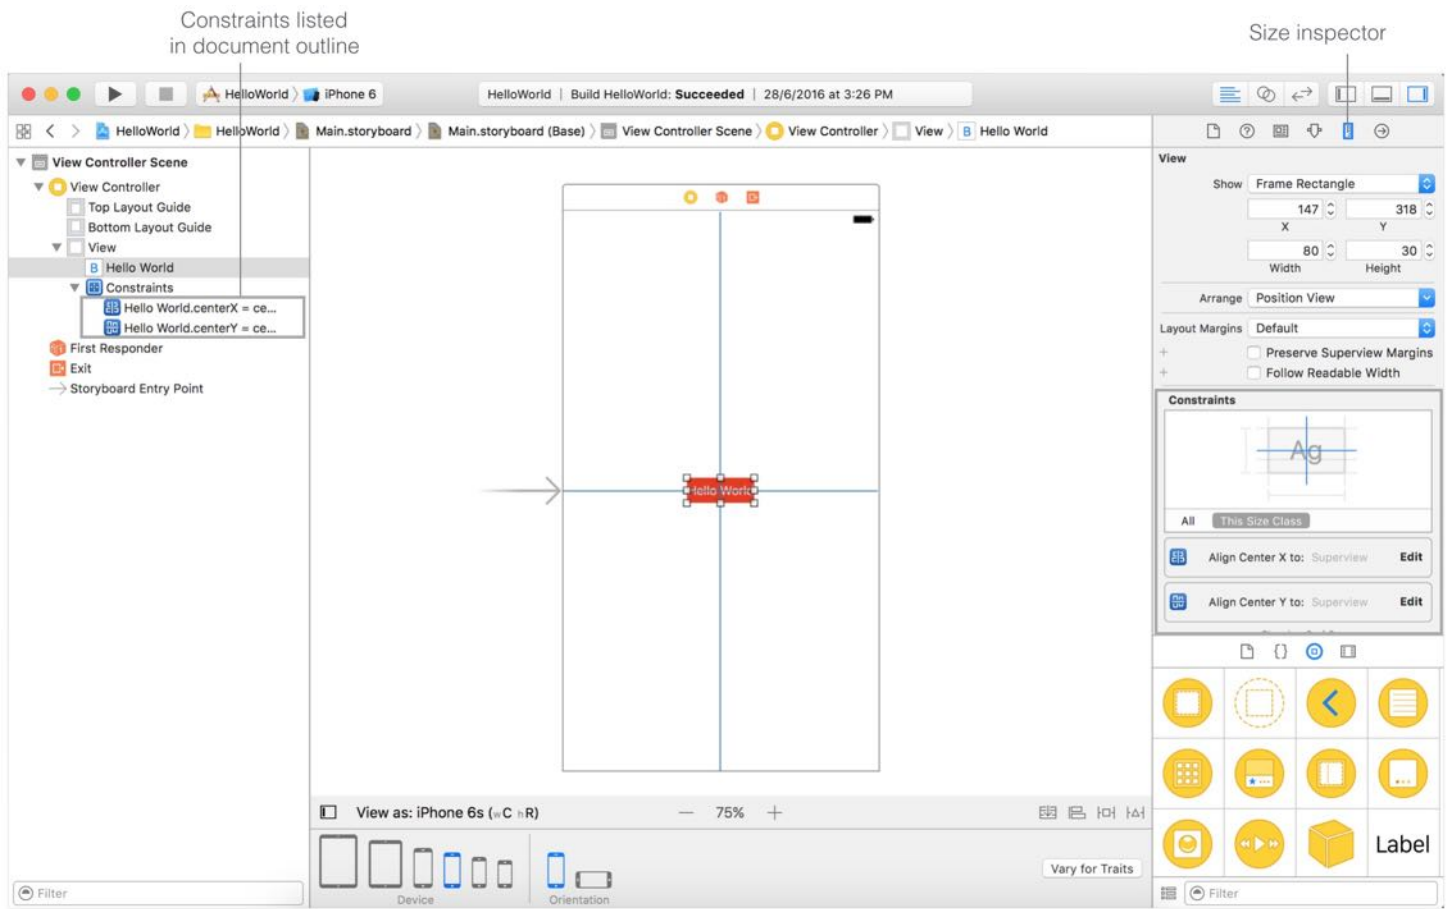 Constraints listed
in document outline
Size inspector
HelloWorld
iPhone 6
HelloWorld | Build HelloWorld: Succeeded | 28/6/2016 at 3:26 PM
HelloWorld
HelloWorld
Main.storyboard
Main.storyboard (Base)
View Controller Scene
View Controller
View
B Hello World
View Controller Scene
View Controller
Top Layout Guide
Bottom Layout Guide
View
B Hello World
Constraints
Hello World.centerX = ce...
Hello World.centerY = ce...
First Responder
Exit
Storyboard Entry Point
Filter
Hello World
View as: iPhone 6s (wC hR)
75%
Device
Orientation
Vary for Traits
View
Show Frame Rectangle
147 318
X Y
80 30
Width Height
Arrange Position View
Layout Margins Default
Preserve Superview Margins
Follow Readable Width
Constraints
Ag
All This Size Class
Align Center X to: Superview Edit
Align Center Y to: Superview Edit
Label
Filter